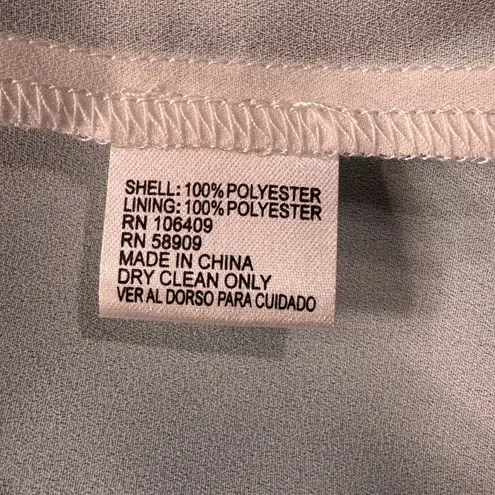 SHELL: 100% POLYESTER
LINING: 100% POLYESTER
RN 106409
RN 58909
MADE IN CHINA
DRY CLEAN ONLY
VER AL DORSO PARA CUIDADO